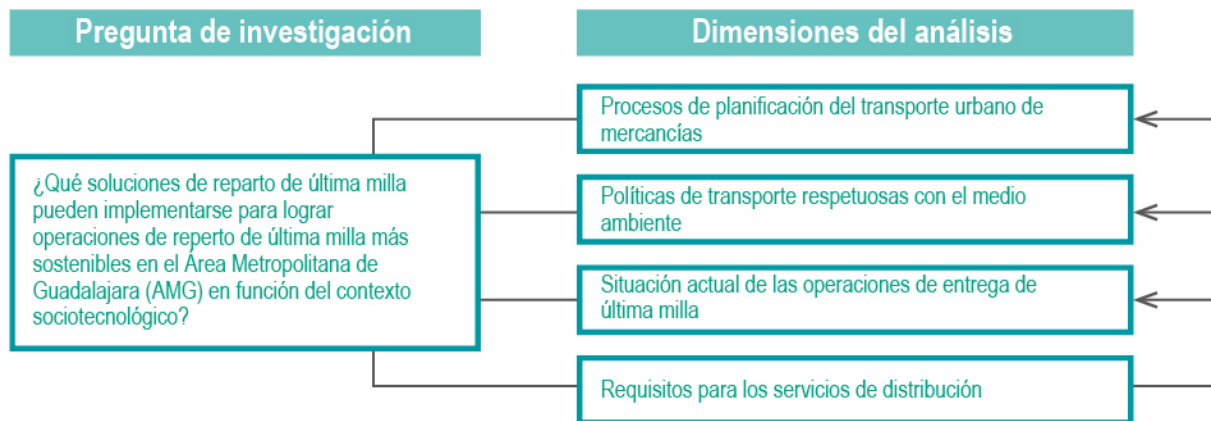 Pregunta de investigación
Dimensiones del análisis
¿Qué soluciones de reparto de última milla
pueden implementarse para lograr
operaciones de reperto de última milla más
sostenibles en el Área Metropolitana de
Guadalajara (AMG) en función del contexto
sociotecnológico?
Procesos de planificación del transporte urbano de
mercancías
Políticas de transporte respetuosas con el medio
ambiente
Situación actual de las operaciones de entrega de
última milla
Requisitos para los servicios de distribución